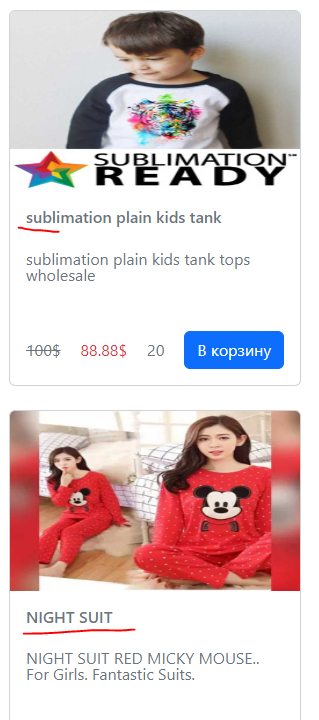 SUBLIMATION™
READY
sublimation plain kids tank
sublimation plain kids tank tops
wholesale
100$ 88.88$ 20 В корзину
NIGHT SUIT
NIGHT SUIT RED MICKY MOUSE..
For Girls. Fantastic Suits.